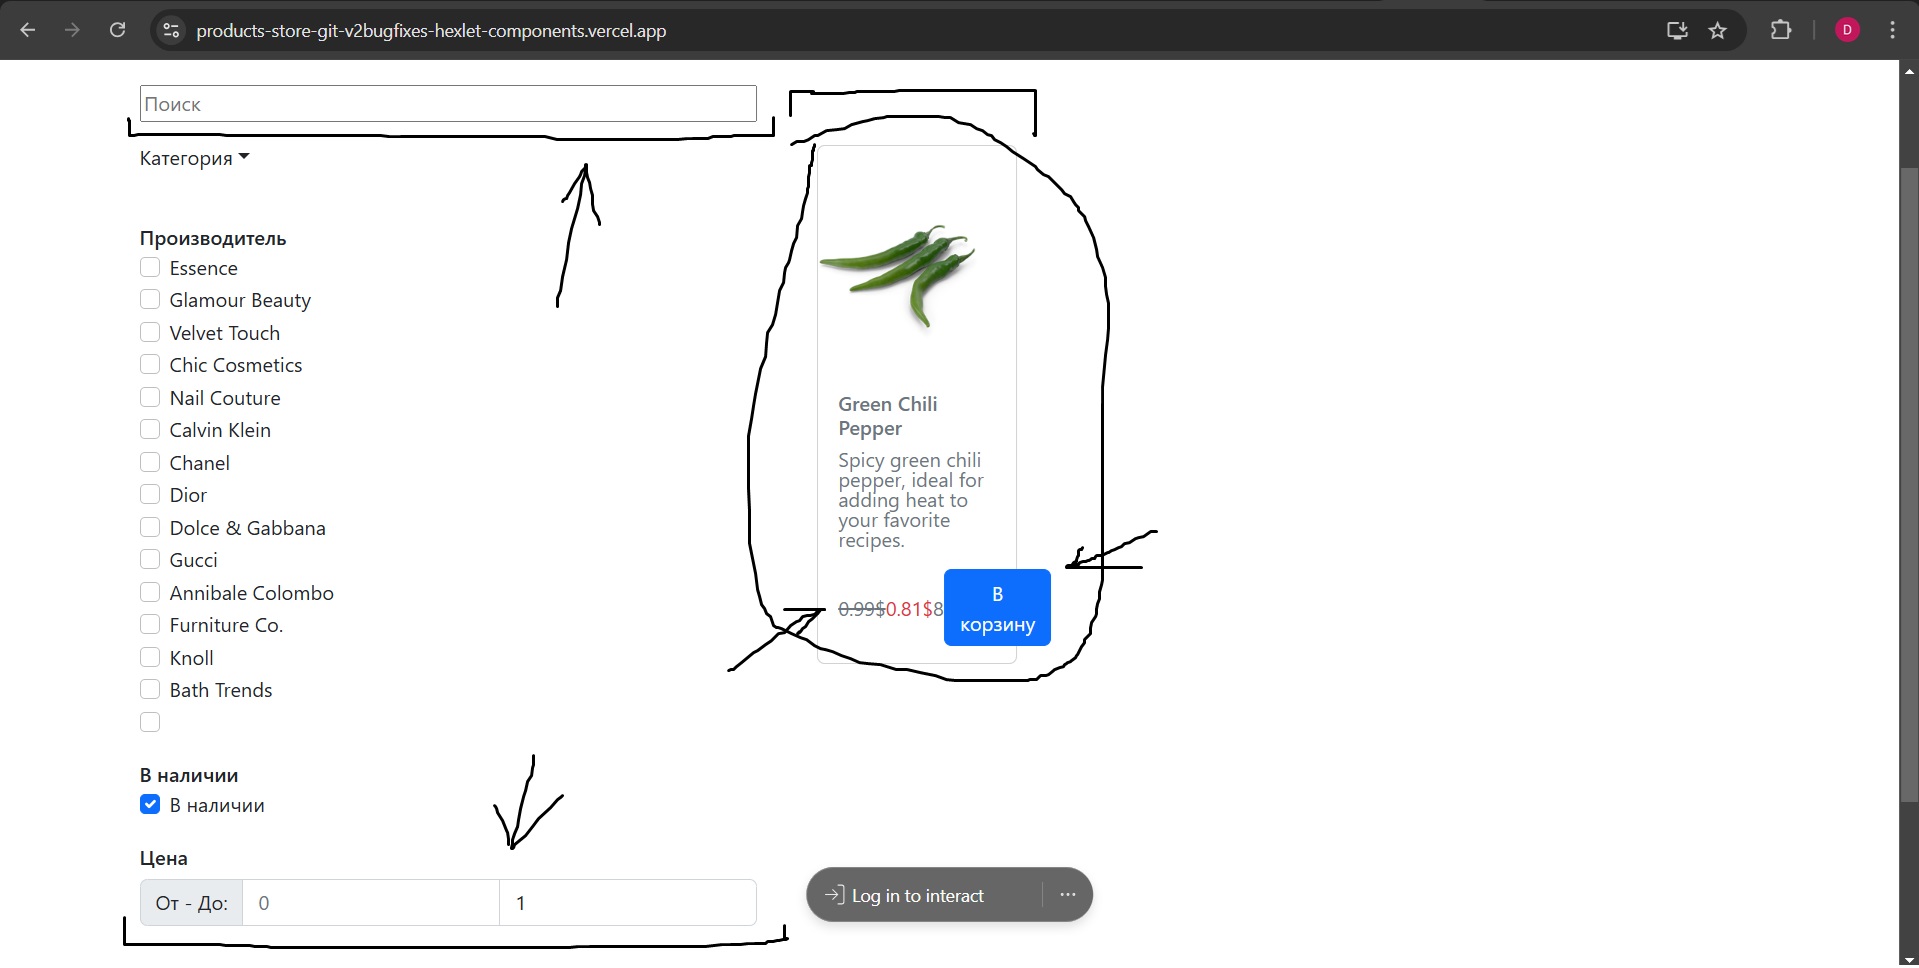 products-store-git-v2bugfixes-hexlet-components.vercel.app
D
Поиск
Категория
Производитель
Essence
Glamour Beauty
Velvet Touch
Chic Cosmetics
Nail Couture
Calvin Klein
Chanel
Dior
Dolce & Gabbana
Gucci
Annibale Colombo
Furniture Co.
Knoll
Bath Trends
В наличии
В наличии
Цена
От - До:
0
1
Green Chili
Pepper
Spicy green chili
pepper, ideal for
adding heat to
your favorite
recipes.
0.99$0.81$8
В
корзину
Log in to interact